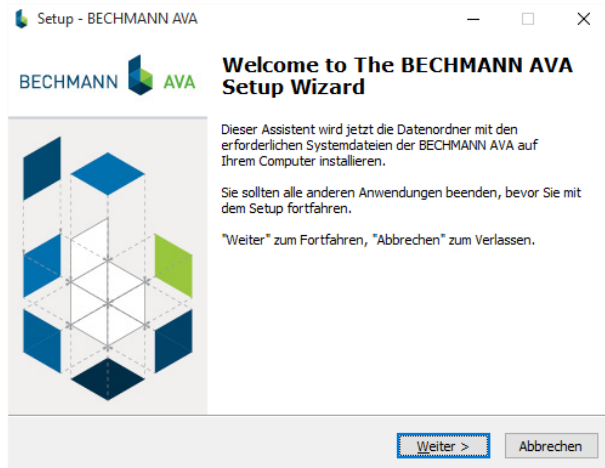 Setup - BECHMANN AVA
BECHMANN AVA
Welcome to The BECHMANN AVA
Setup Wizard
Dieser Assistent wird jetzt die Datenordner mit den
erforderlichen Systemdateien der BECHMANN AVA auf
Ihrem Computer installieren.
Sie sollten alle anderen Anwendungen beenden, bevor Sie mit
dem Setup fortfahren.
"Weiter" zum Fortfahren, "Abbrechen" zum Verlassen.
Weiter >
Abbrechen